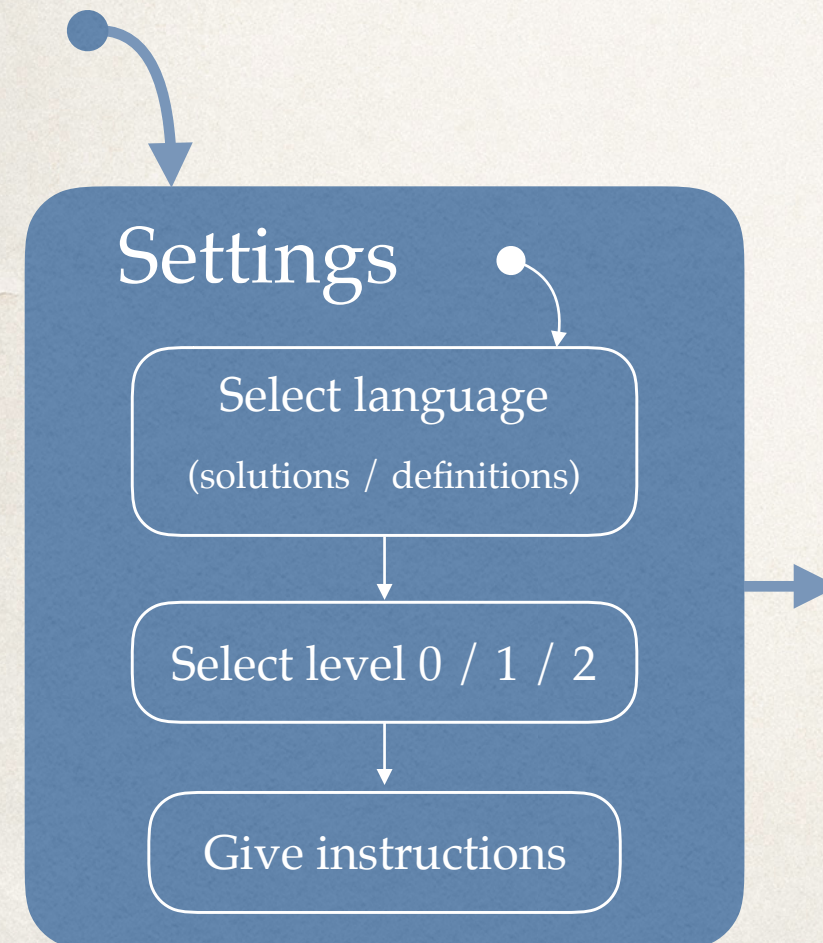 Settings
Select language
(solutions / definitions)
Select level 0 / 1 / 2
Give instructions